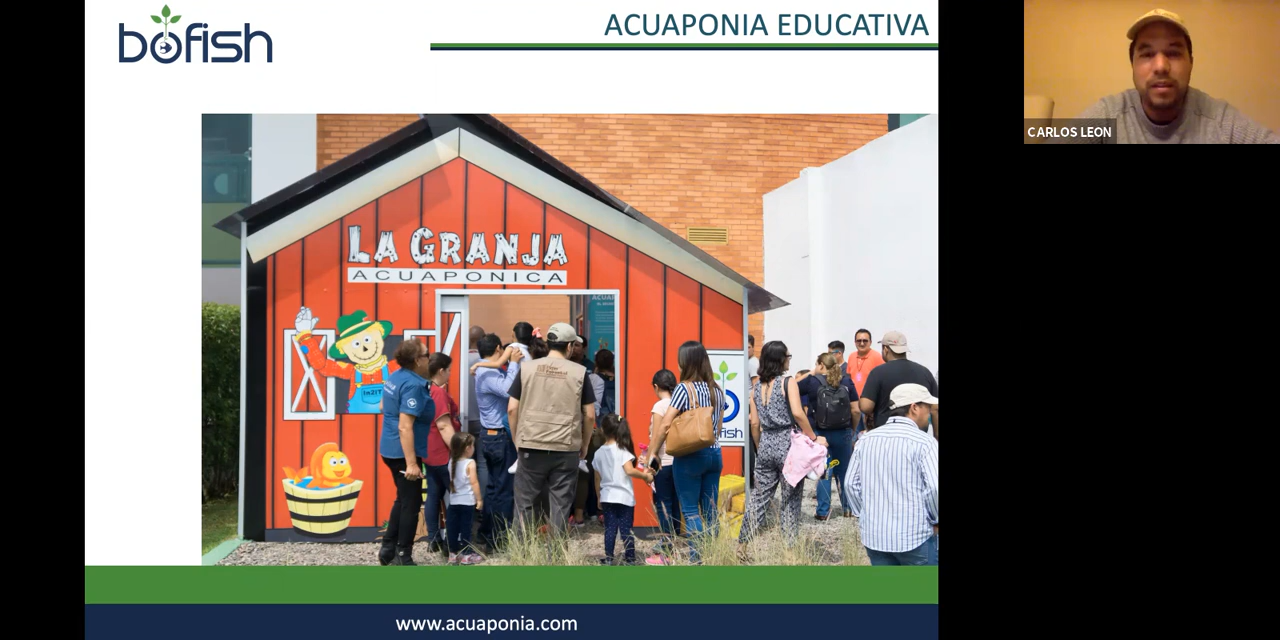 bofish
ACUAPONIA EDUCATIVA
CARLOS LEON
LA GRANJA
ACUAPONICA
fish
www.acuaponia.com